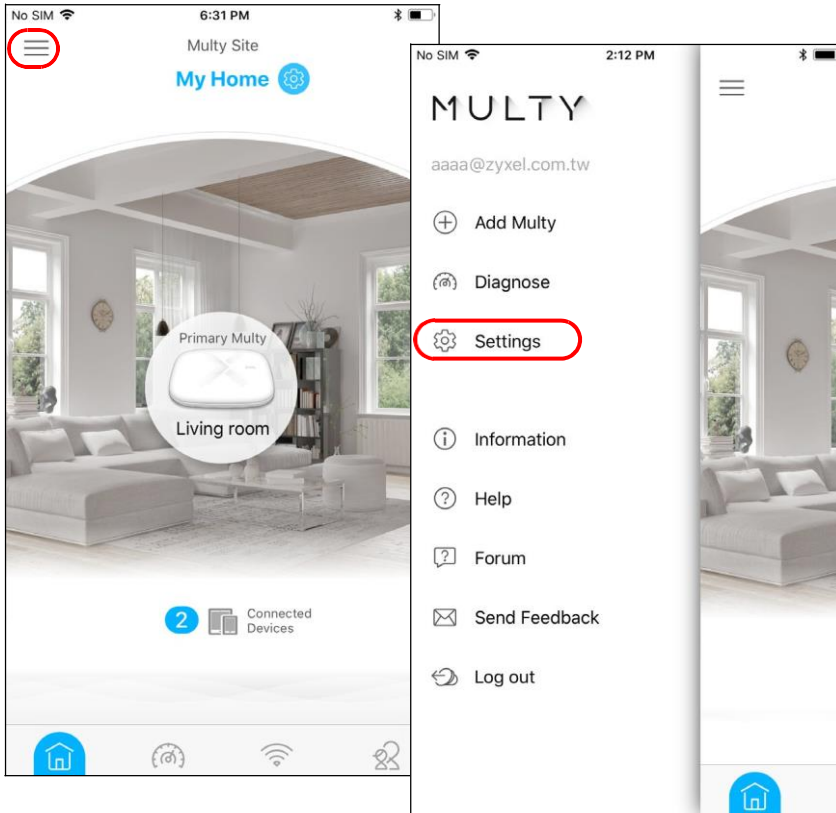 No SIM 6:31 PM
Multy Site
My Home
Primary Multy
Living room
2 Connected
Devices
No SIM 2:12 PM
MULTY
aaaa@zyxel.com.tw
Add Multy
Diagnose
Settings
Information
Help
Forum
Send Feedback
Log out